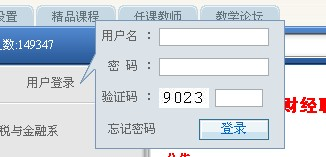 设置 精品课程 任课教师 教学论坛
数:149347
用户名：
用户登录
密 码：
验证码：9023
财经职
税与金融系
忘记密码 登录